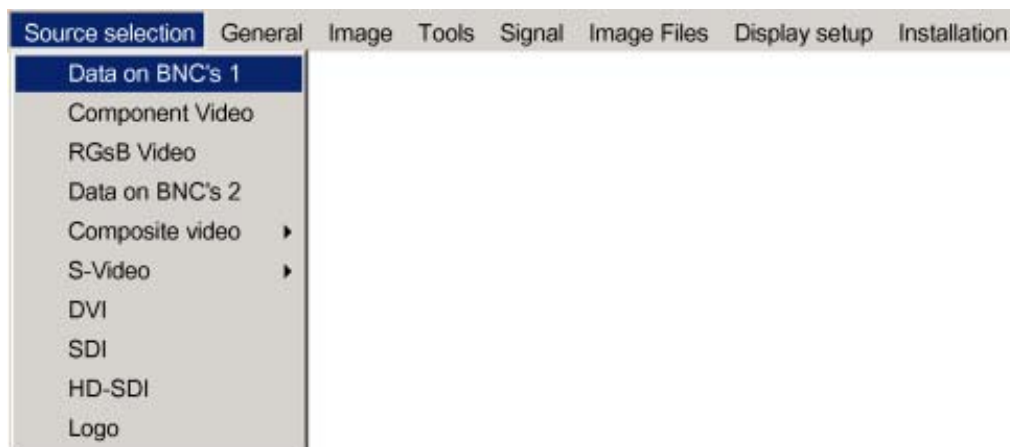 Source selection General Image Tools Signal Image Files Display setup Installation
Data on BNC's 1
Component Video
RGsB Video
Data on BNC's 2
Composite video
S-Video
DVI
SDI
HD-SDI
Logo